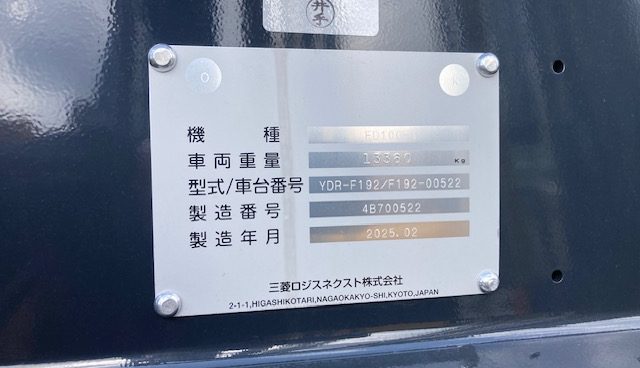 井手
機種
車両重量 13360 Kg
型式/車台番号 YDR-F192/F192-00522
製造番号 4B700522
製造年月 2025.02
三菱ロジスネクスト株式会社
2-1-1,HIGASHIKOTARI,NAGAOKAKYO-SHI,KYOTO,JAPAN